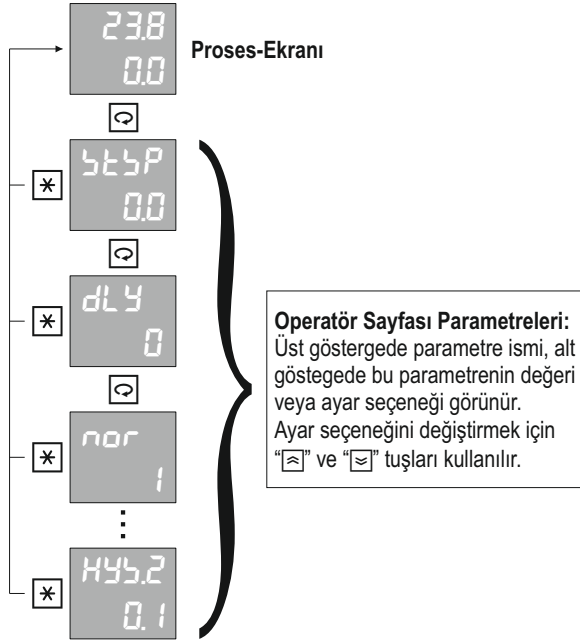 23.8
0.0
Proses-Ekranı
StSP
0.0
dLY
0
nor
1
HYS.2
0.1
Operatör Sayfası Parametreleri:
Üst göstergede parametre ismi, alt
göstegede bu parametrenin değeri
veya ayar seçeneği görünür.
Ayar seçeneğini değiştirmek için
“ ” ve “ ” tuşları kullanılır.